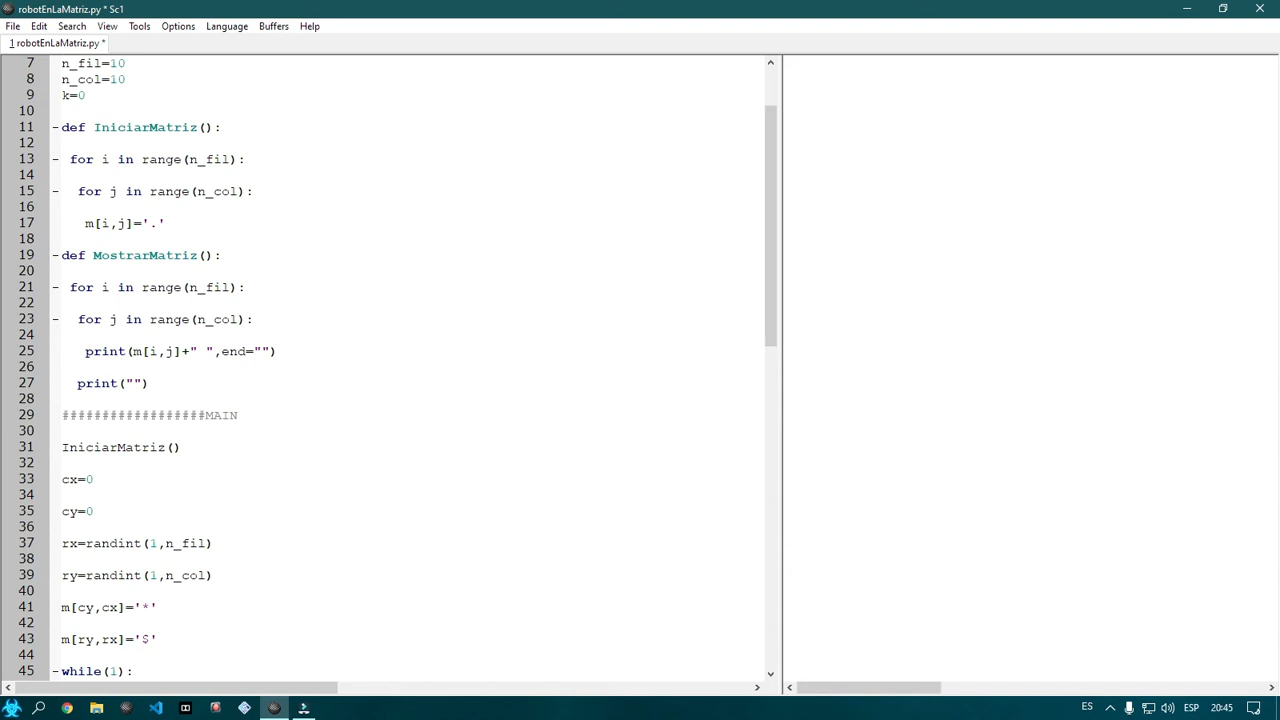 robotEnLaMatriz.py * Sc1
File Edit Search View Tools Options Language Buffers Help
1 robotEnLaMatriz.py *
7 n_fil=10
8 n_col=10
9 k=0
10
11 def IniciarMatriz():
12
13 for i in range(n_fil):
14
15 for j in range(n_col):
16
17 m[i,j]='.'
18
19 def MostrarMatriz():
20
21 for i in range(n_fil):
22
23 for j in range(n_col):
24
25 print(m[i,j]+" ",end="")
26
27 print("")
28
29 ##################MAIN
30
31 IniciarMatriz()
32
33 cx=0
34
35 cy=0
36
37 rx=randint(1,n_fil)
38
39 ry=randint(1,n_col)
40
41 m[cy,cx]='*'
42
43 m[ry,rx]='$'
44
45 while(1):
ES ESP 20:45